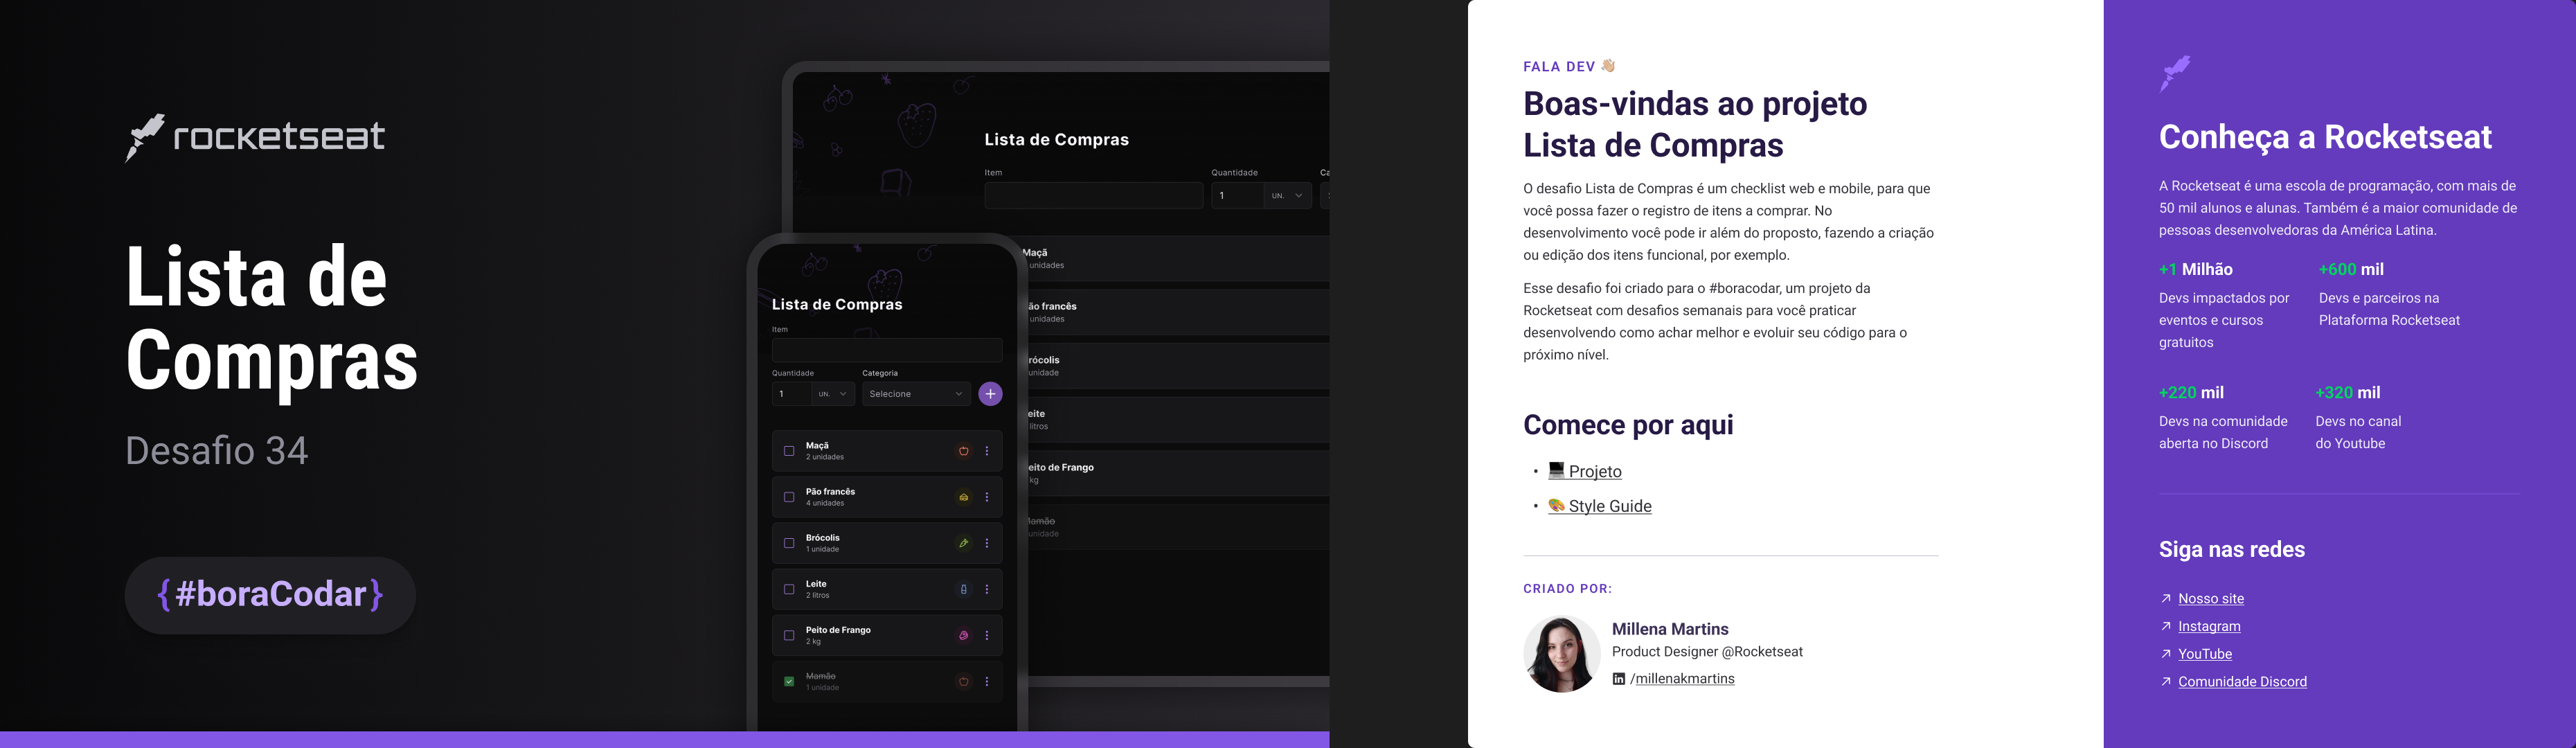 rocketseat
Lista de
Compras
Desafio 34
{#boraCodar}
Lista de Compras
Item
Quantidade
1
UN.
Maçã
unidades
unidades
unidade
litros
Peito de Frango
kg
unidade
Lista de Compras
Item
Quantidade
Categoria
1
UN.
Selecione
Maçã
2 unidades
Pão francês
4 unidades
Brócolis
1 unidade
Leite
2 litros
Peito de Frango
2 kg
Mamão
1 unidade
FALA DEV 👋🏼
Boas-vindas ao projeto
Lista de Compras
O desafio Lista de Compras é um checklist web e mobile, para que
você possa fazer o registro de itens a comprar. No
desenvolvimento você pode ir além do proposto, fazendo a criação
ou edição dos itens funcional, por exemplo.
Esse desafio foi criado para o #boracodar, um projeto da
Rocketseat com desafios semanais para você praticar
desenvolvendo como achar melhor e evoluir seu código para o
próximo nível.
Comece por aqui
• 💻 Projeto
• 🎨 Style Guide
CRIADO POR:
Millena Martins
Product Designer @Rocketseat
/millenakmartins
Conheça a Rocketseat
A Rocketseat é uma escola de programação, com mais de
50 mil alunos e alunas. Também é a maior comunidade de
pessoas desenvolvedoras da América Latina.
+1 Milhão
Devs impactados por
eventos e cursos
gratuitos
+600 mil
Devs e parceiros na
Plataforma Rocketseat
+220 mil
Devs na comunidade
aberta no Discord
+320 mil
Devs no canal
do Youtube
Siga nas redes
Nosso site
Instagram
YouTube
Comunidade Discord